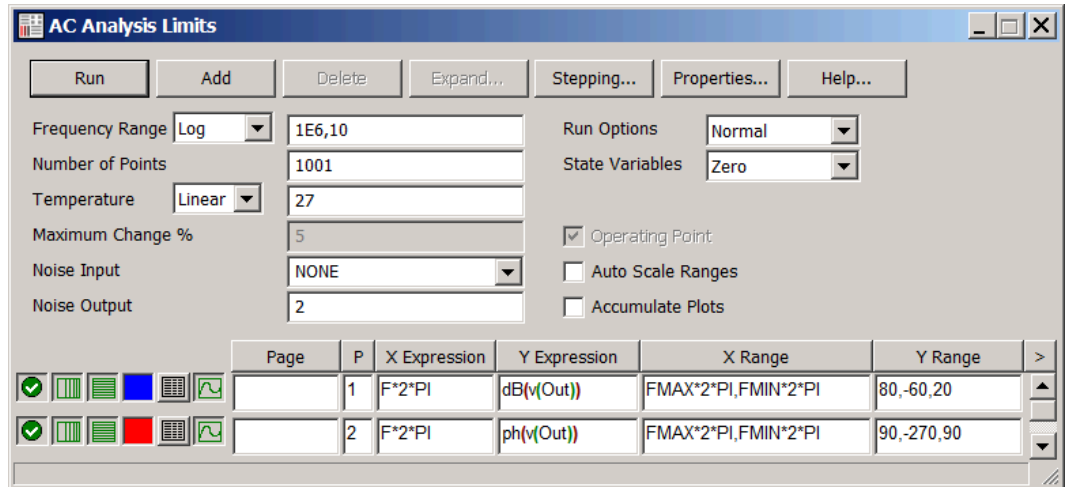 AC Analysis Limits
Run Add Delete Expand... Stepping... Properties... Help...
Frequency Range Log 1E6,10 Run Options Normal
Number of Points 1001 State Variables Zero
Temperature Linear 27
Maximum Change % 5 Operating Point
Noise Input NONE Auto Scale Ranges
Noise Output 2 Accumulate Plots
Page P X Expression Y Expression X Range Y Range >
1 F*2*PI dB(v(Out)) FMAX*2*PI,FMIN*2*PI 80,-60,20
2 F*2*PI ph(v(Out)) FMAX*2*PI,FMIN*2*PI 90,-270,90